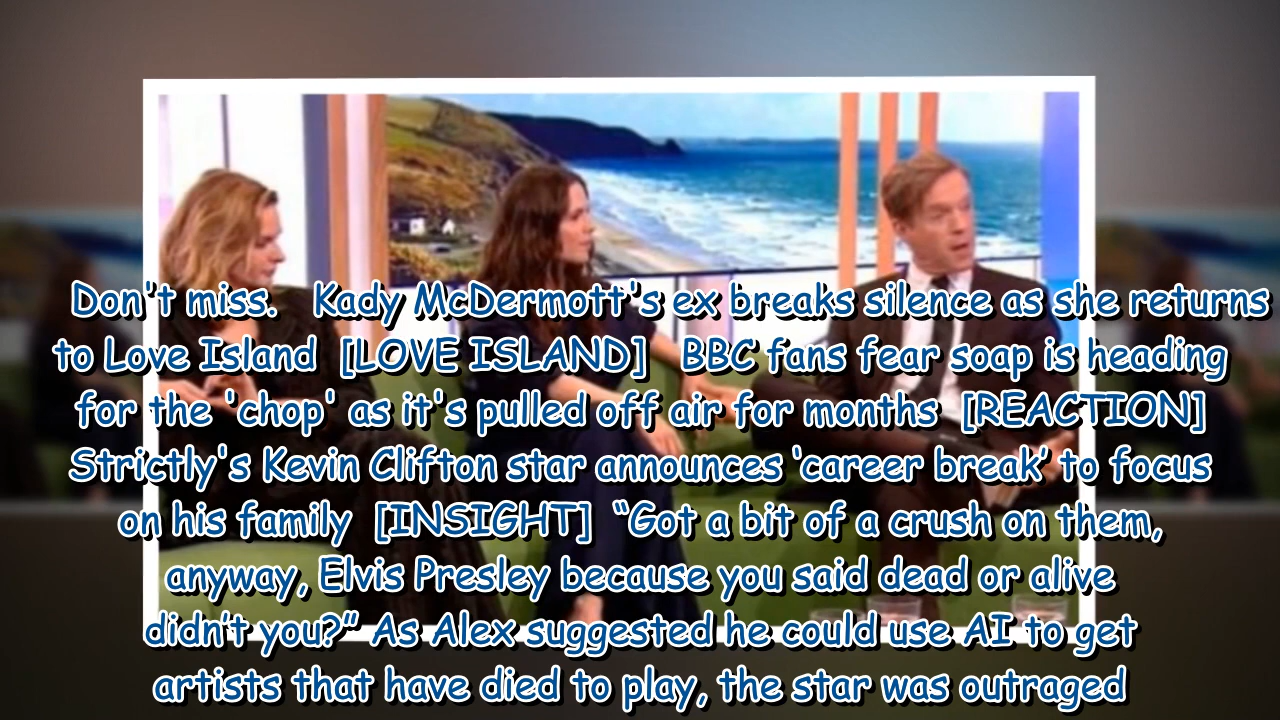 Don't miss. Kady McDermott's ex breaks silence as she returns
to Love Island [LOVE ISLAND] BBC fans fear soap is heading
for the 'chop' as it's pulled off air for months [REACTION]
Strictly's Kevin Clifton star announces ‘career break’ to focus
on his family [INSIGHT] “Got a bit of a crush on them,
anyway, Elvis Presley because you said dead or alive
didn’t you?” As Alex suggested he could use AI to get
artists that have died to play, the star was outraged